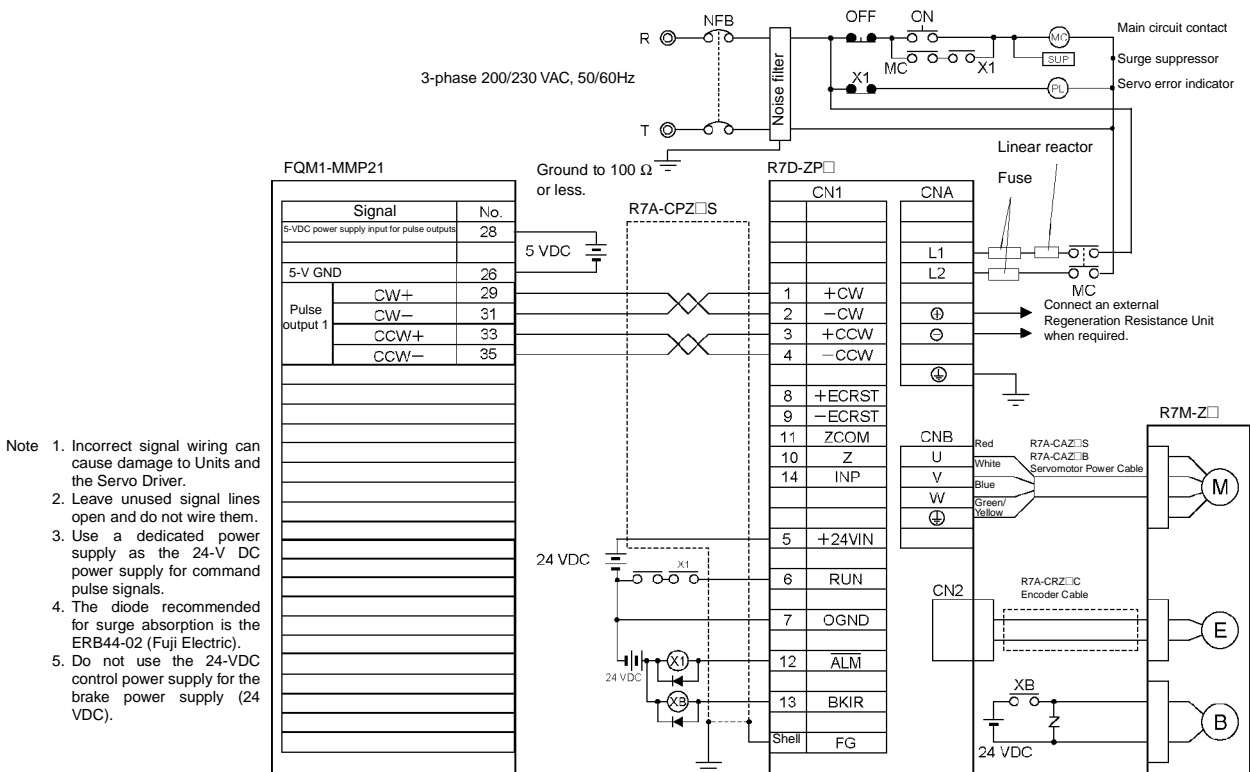 NFB
OFF
ON
R
MC
Main circuit contact
SUP
Surge suppressor
MC
X1
3-phase 200/230 VAC, 50/60Hz
Noise filter
X1
PL
Servo error indicator
T
Linear reactor
FQM1-MMP21
Ground to 100 Ω
or less.
R7D-ZP□
Fuse
R7A-CPZ□S
CN1
CNA
Signal
No.
5-VDC power supply input for pulse outputs
28
5 VDC
L1
5-V GND
26
L2
MC
Pulse
output 1
CW+
29
1
+CW
CW−
31
2
−CW
⊕
CCW+
33
3
+CCW
⊖
CCW−
35
4
−CCW
Connect an external
Regeneration Resistance Unit
when required.
8
+ECRST
9
−ECRST
R7M-Z□
11
ZCOM
CNB
10
Z
U
14
INP
V
W
Red
White
Blue
Green/
Yellow
R7A-CAZ□S
R7A-CAZ□B
Servomotor Power Cable
M
Note 1. Incorrect signal wiring can
cause damage to Units and
the Servo Driver.
2. Leave unused signal lines
open and do not wire them.
3. Use a dedicated power
supply as the 24-V DC
power supply for command
pulse signals.
4. The diode recommended
for surge absorption is the
ERB44-02 (Fuji Electric).
5. Do not use the 24-VDC
control power supply for the
brake power supply (24
VDC).
24 VDC
5
+24VIN
X1
6
RUN
CN2
R7A-CRZ□C
Encoder Cable
E
7
OGND
24 VDC
X1
12
ALM
XB
13
BKIR
XB
B
24 VDC
Shell
FG